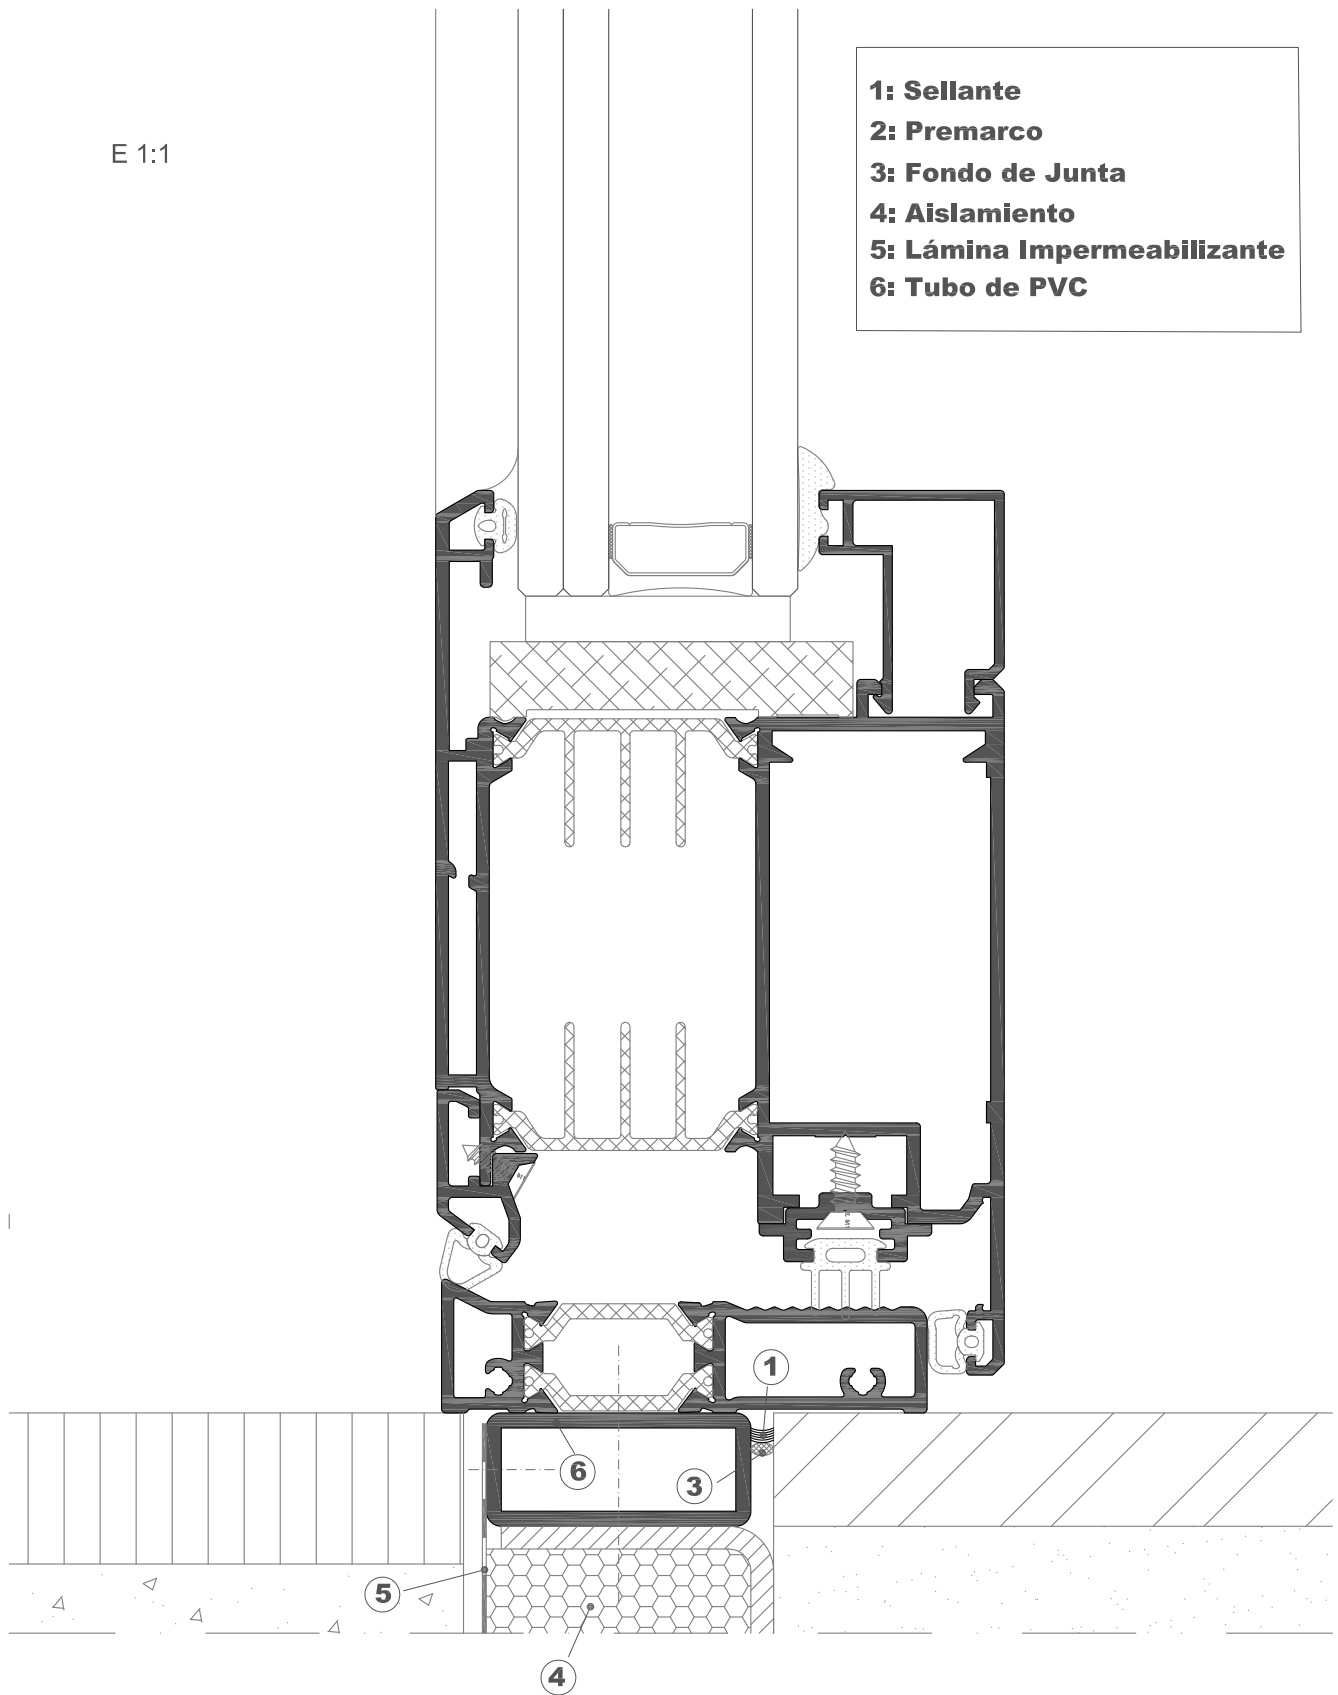 1: Sellante
2: Premarco
E 1:1
3: Fondo de Junta
4: Aislamiento
5: Lámina Impermeabilizante
6: Tubo de PVC
1
6
3
5
4